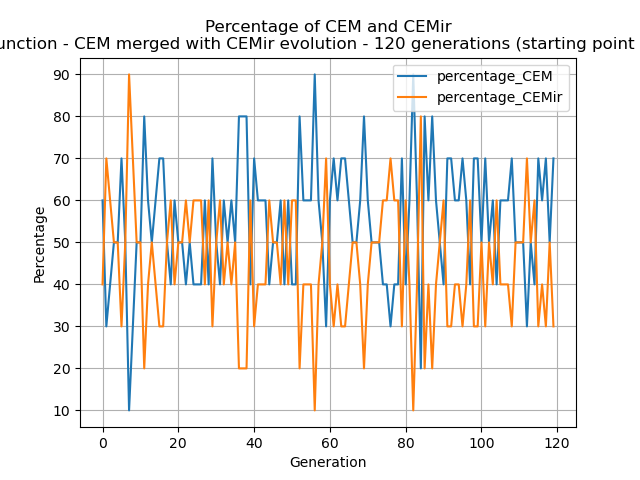 Percentage of CEM and CEMir
unction - CEM merged with CEMir evolution - 120 generations (starting point
percentage_CEM
percentage_CEMir
Percentage
90
80
70
60
50
40
30
20
10
0 20 40 60 80 100 120
Generation